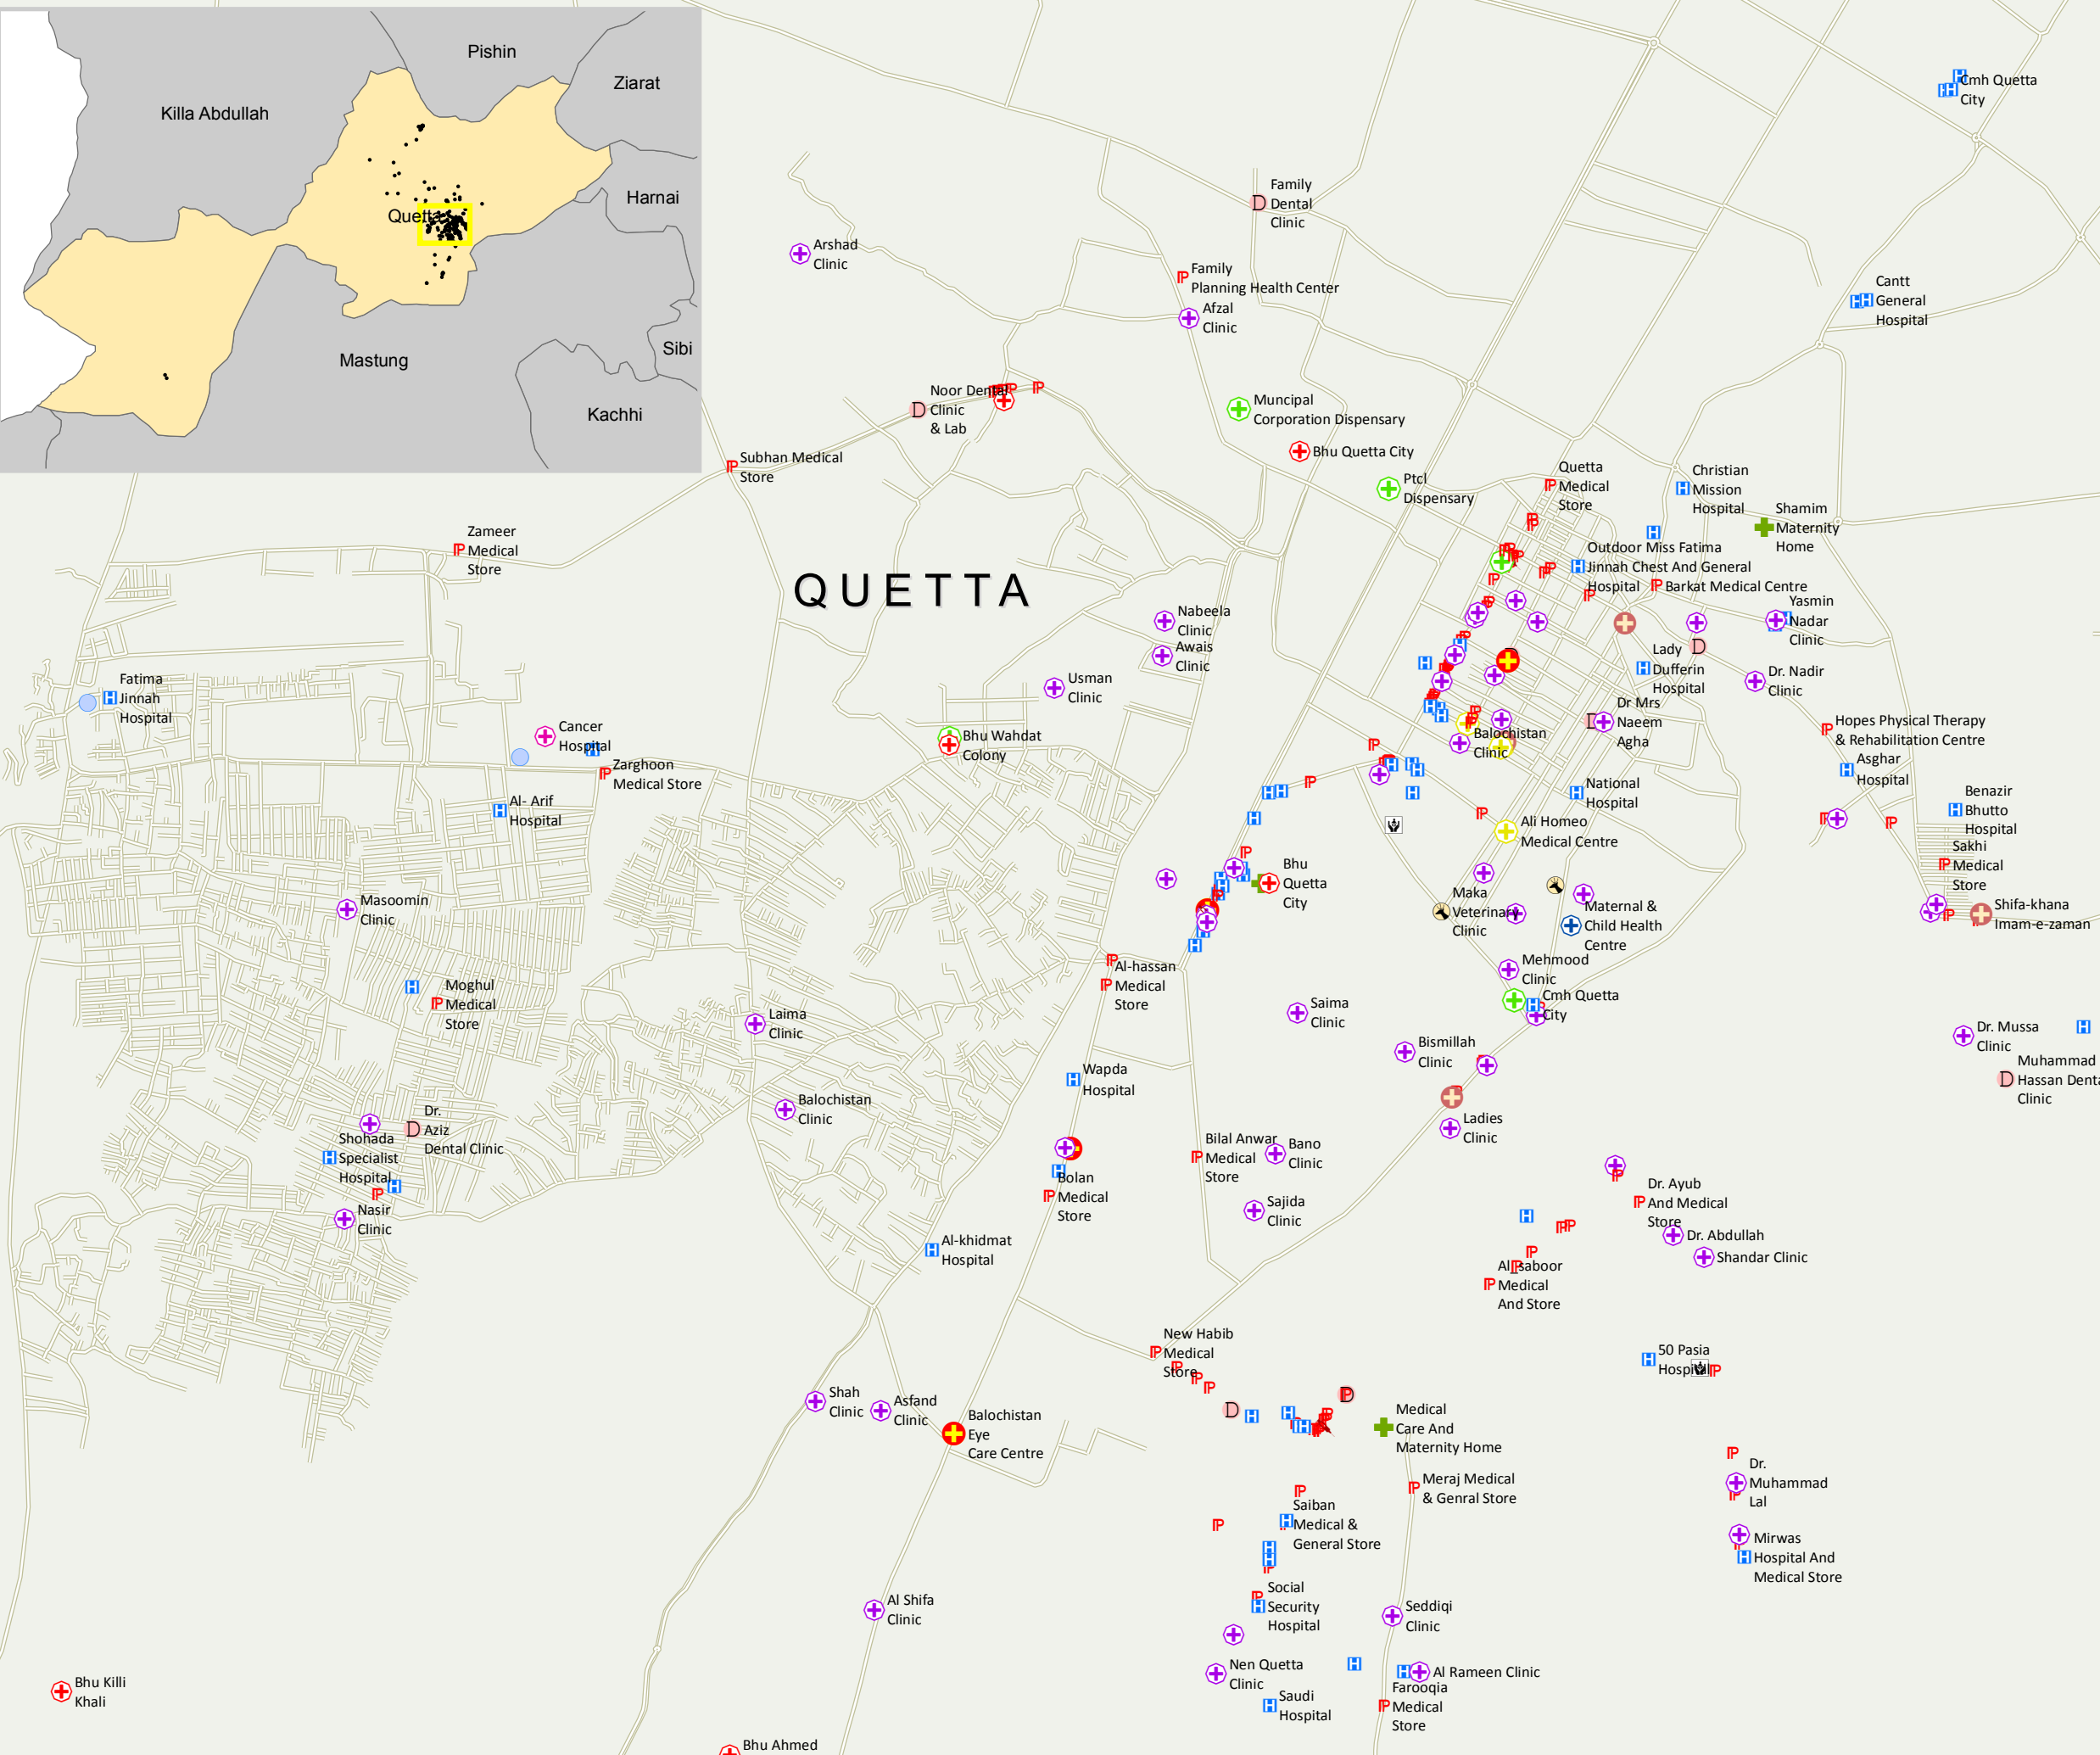 Pishin
Ziarat
Killa Abdullah
Harnai
Quetta
Mastung
Sibi
Kachhi
Cmh Quetta
City
Family
Dental
Clinic
Arshad
Clinic
Family
Planning Health Center
Afzal
Clinic
Cantt
General
Hospital
Noor Dental
Clinic
& Lab
Muncipal
Corporation Dispensary
Bhu Quetta City
Subhan Medical
Store
Ptcl
Dispensary
Quetta
Medical
Store
Christian
Mission
Hospital
Shamim
Maternity
Home
Zameer
Medical
Store
QUETTA
Outdoor Miss Fatima
Jinnah Chest And General
Hospital
Barkat Medical Centre
Yasmin
Nadar
Clinic
Nabeela
Clinic
Awais
Clinic
Usman
Clinic
Lady
Dufferin
Hospital
Dr. Nadir
Clinic
Fatima
Jinnah
Hospital
Dr Mrs
Naeem
Agha
Hopes Physical Therapy
& Rehabilitation Centre
Cancer
Hospital
Bhu Wahdat
Colony
Balochistan
Clinic
Asghar
Hospital
Zarghoon
Medical Store
National
Hospital
Benazir
Bhutto
Hospital
Al- Arif
Hospital
Ali Homeo
Medical Centre
Sakhi
Medical
Store
Bhu
Quetta
City
Masoomin
Clinic
Maka
Veterinary
Clinic
Maternal &
Child Health
Centre
Shifa-khana
Imam-e-zaman
Al-hassan
Medical
Store
Mehmood
Clinic
Moghul
Medical
Store
Cmh Quetta
City
Laima
Clinic
Saima
Clinic
Dr. Mussa
Clinic
Bismillah
Clinic
Muhammad
Hassan Denta
Clinic
Wapda
Hospital
Balochistan
Clinic
Dr.
Aziz
Dental Clinic
Ladies
Clinic
Shohada
Specialist
Hospital
Bilal Anwar
Medical
Store
Bano
Clinic
Bolan
Medical
Store
Dr. Ayub
And Medical
Store
Nasir
Clinic
Sajida
Clinic
Dr. Abdullah
Shandar Clinic
Al-khidmat
Hospital
Al saboor
Medical
And Store
New Habib
Medical
Store
50 Pasia
Hospital
Shah
Clinic
Asfand
Clinic
Balochistan
Eye
Care Centre
Medical
Care And
Maternity Home
Meraj Medical
& Genral Store
Dr.
Muhammad
Lal
Saiban
Medical &
General Store
Mirwas
Hospital And
Medical Store
Social
Security
Hospital
Al Shifa
Clinic
Seddiqi
Clinic
Nen Quetta
Clinic
Al Rameen Clinic
Bhu Killi
Khali
Saudi
Hospital
Farooqia
Medical
Store
Bhu Ahmed